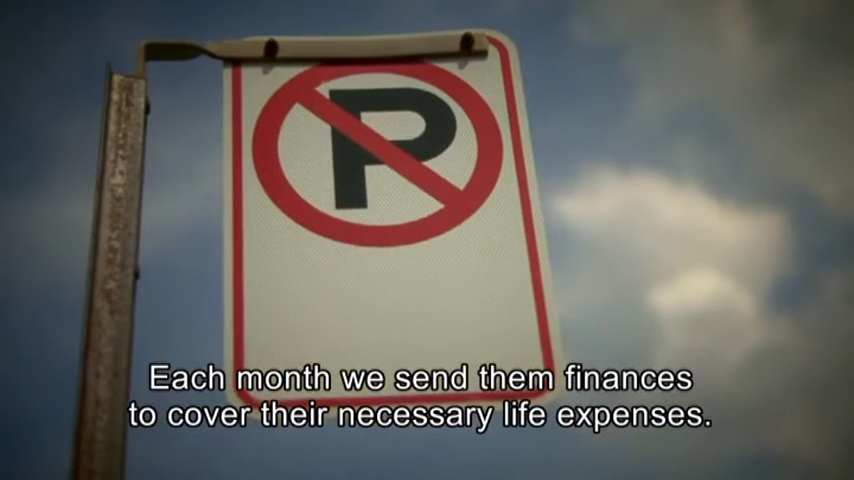 P
Each month we send them finances
to cover their necessary life expenses.